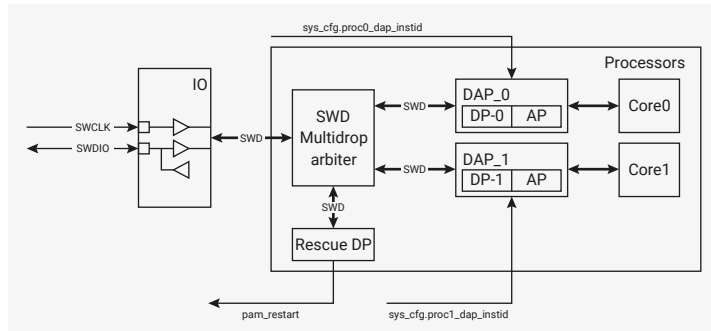 sys_cfg.proc0_dap_instid
Processors
IO
SWCLK
SWDIO
SWD
SWD
Multidrop
arbiter
SWD
DAP_0
DP-0 AP
Core0
SWD
DAP_1
DP-1 AP
Core1
SWD
Rescue DP
pam_restart
sys_cfg.proc1_dap_instid